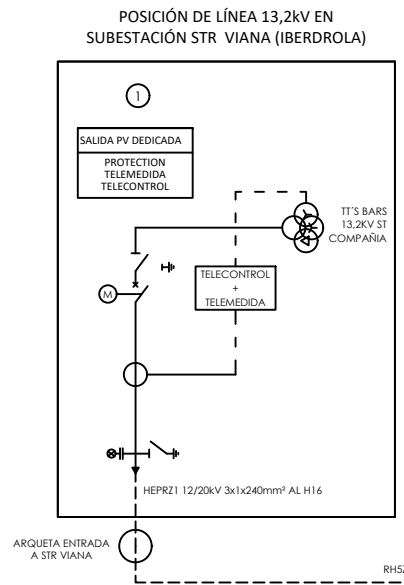 POSICIÓN DE LÍNEA 13,2kV EN
SUBESTACIÓN STR VIANA (IBERDROLA)
1
SALIDA PV DEDICADA
PROTECTION
TELEMEDIDA
TELECONTROL
TT´S BARS
13,2KV ST
COMPAÑIA
TELECONTROL
+
TELEMEDIDA
M
HEPRZ1 12/20kV 3x1x240mm² AL H16
ARQUETA ENTRADA
A STR VIANA